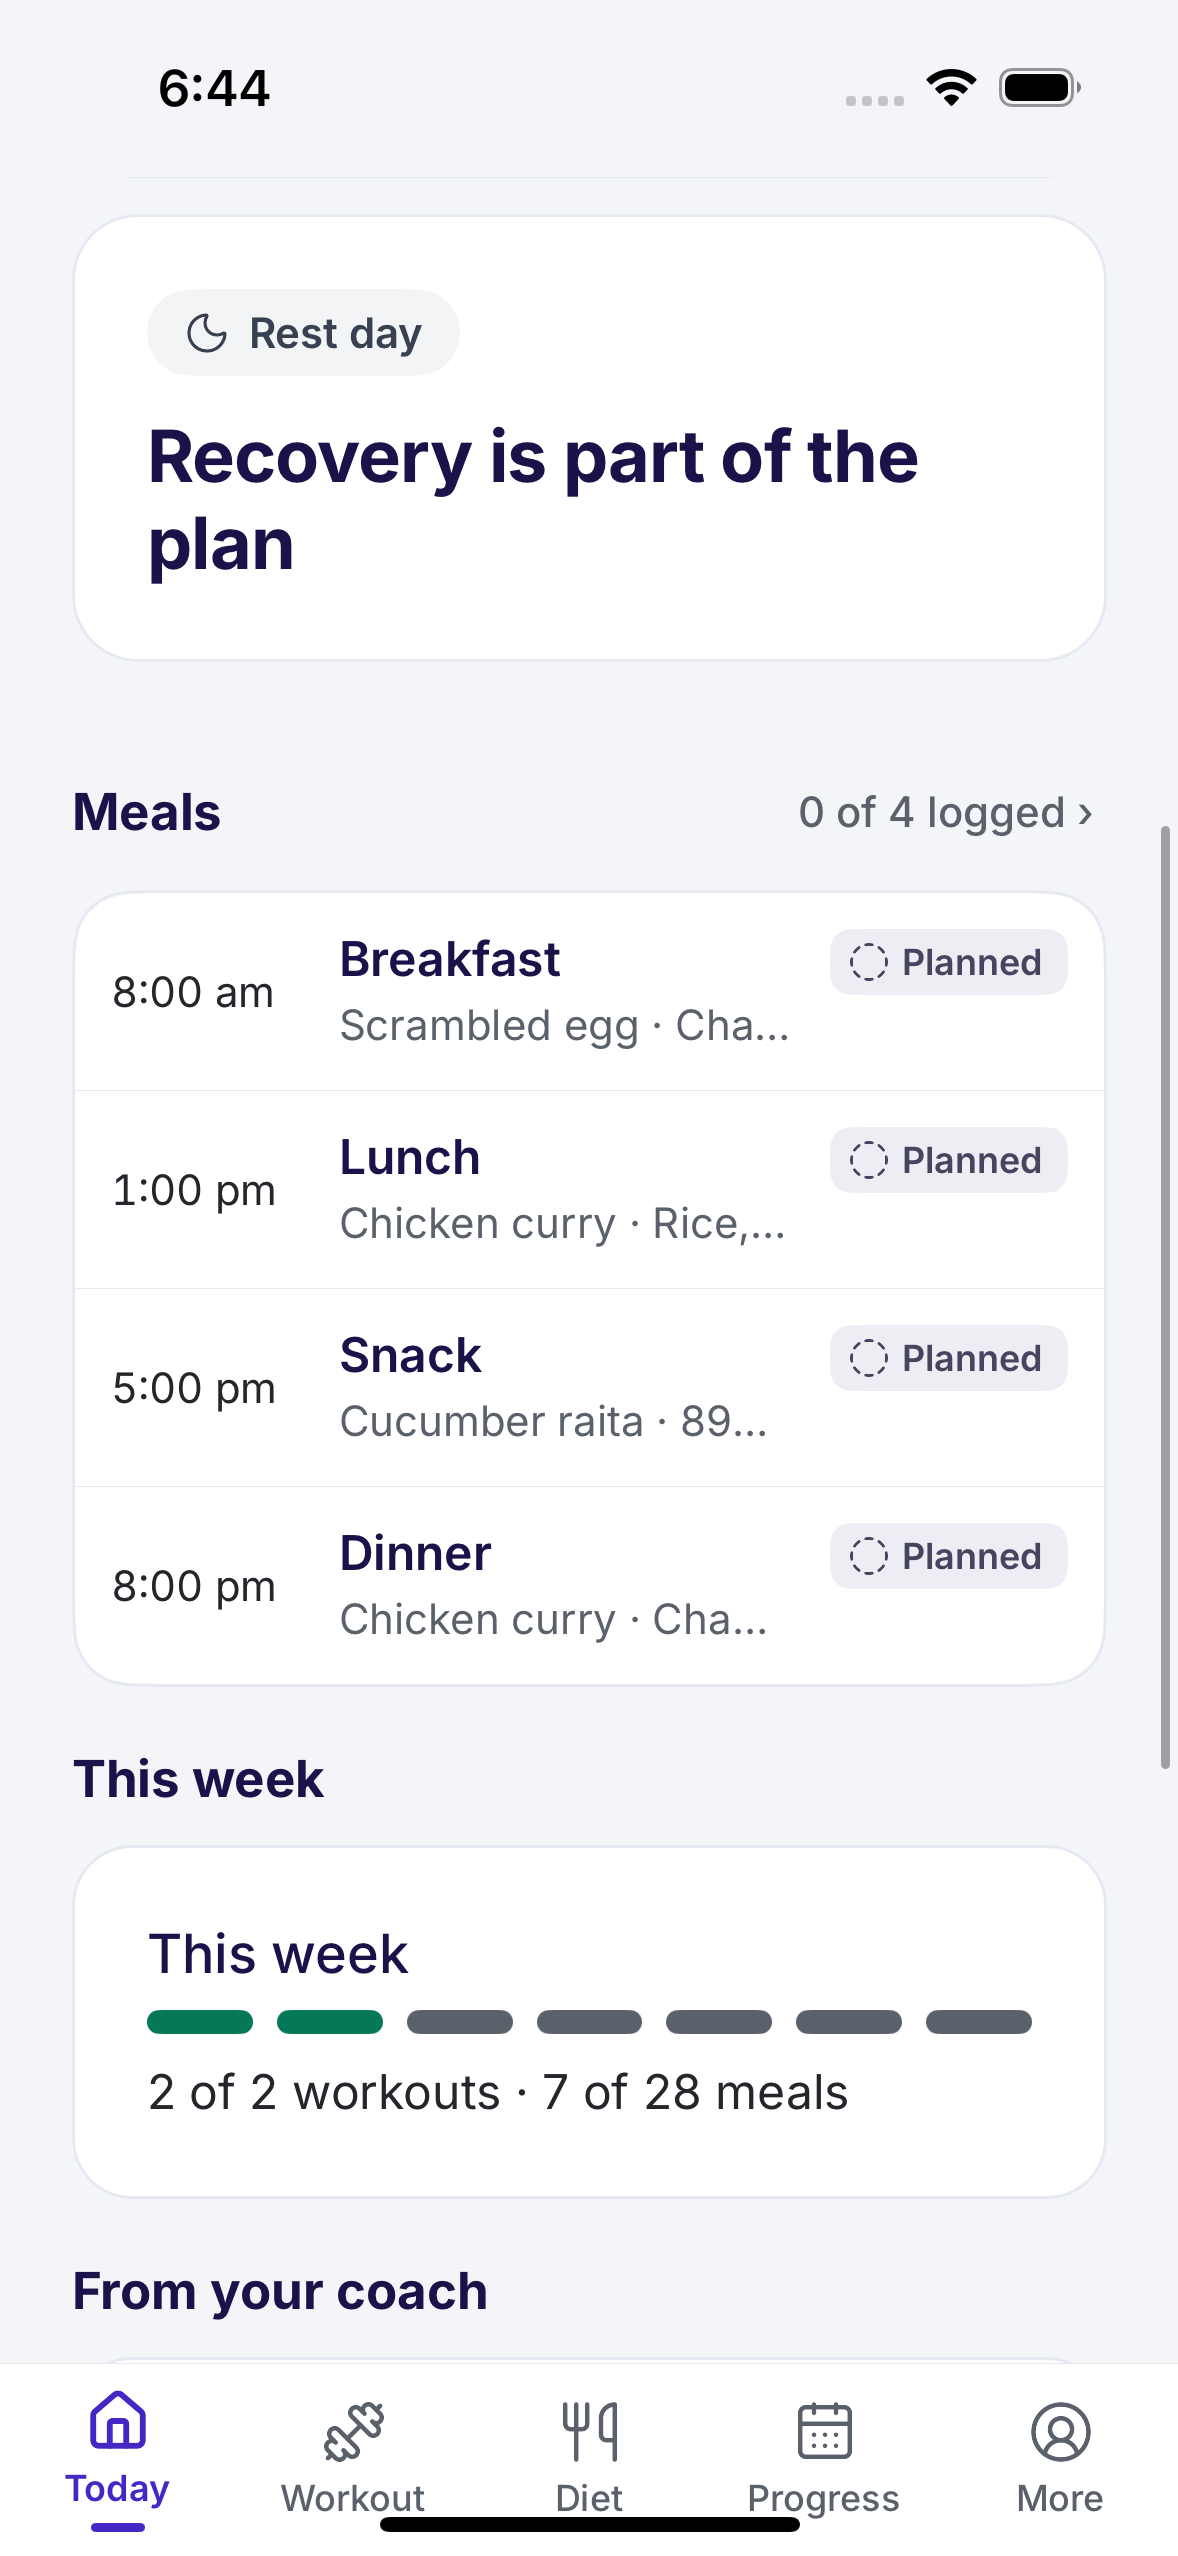 6:44
Rest day
Recovery is part of the
plan
Meals
0 of 4 logged ›
8:00 am
Breakfast
Planned
Scrambled egg · Cha...
1:00 pm
Lunch
Planned
Chicken curry · Rice,...
5:00 pm
Snack
Planned
Cucumber raita · 89...
8:00 pm
Dinner
Planned
Chicken curry · Cha...
This week
This week
2 of 2 workouts · 7 of 28 meals
From your coach
Today
Workout
Diet
Progress
More